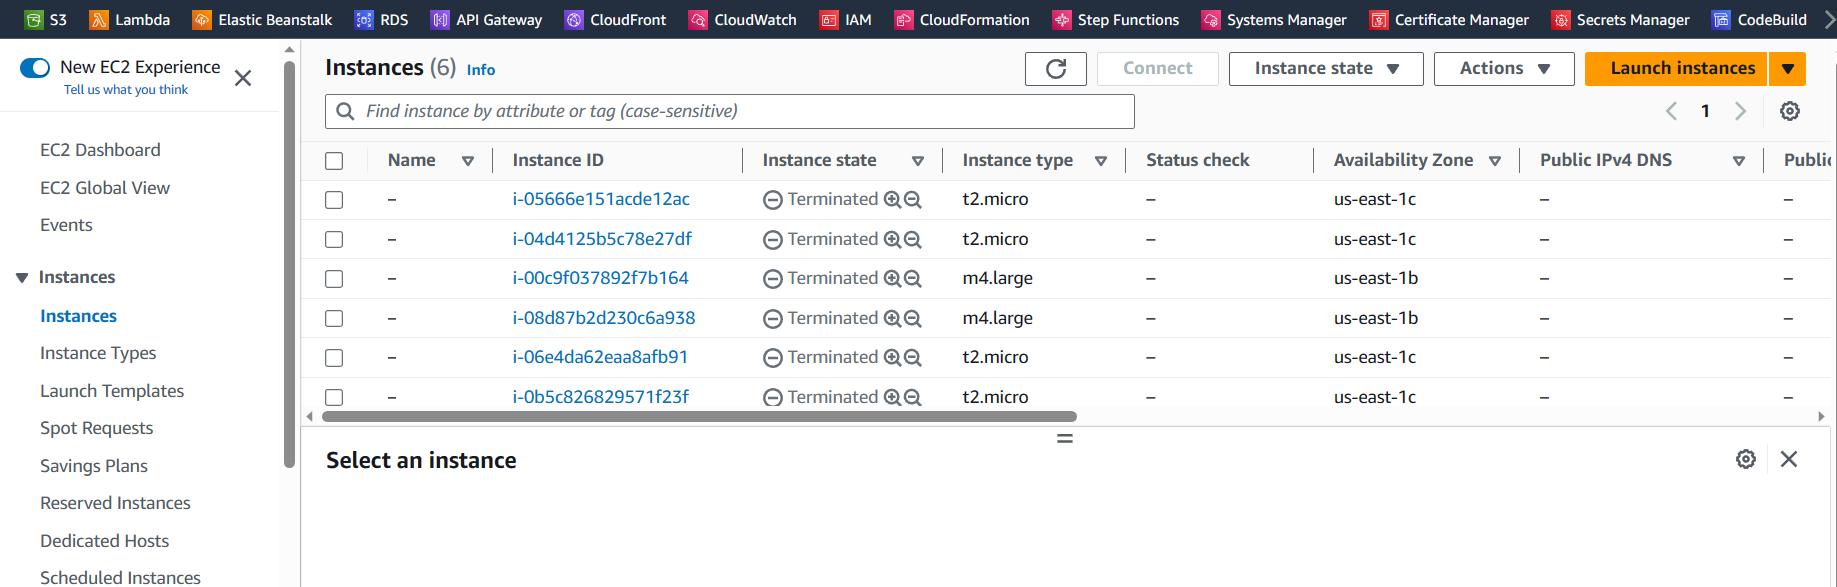 S3 Lambda Elastic Beanstalk RDS API Gateway CloudFront CloudWatch IAM CloudFormation Step Functions Systems Manager Certificate Manager Secrets Manager CodeBuild
New EC2 Experience
Tell us what you think
EC2 Dashboard
EC2 Global View
Events
Instances
Instances
Instance Types
Launch Templates
Spot Requests
Savings Plans
Reserved Instances
Dedicated Hosts
Scheduled Instances
Instances (6) Info
Connect Instance state Actions Launch instances
Find instance by attribute or tag (case-sensitive)
1
Name Instance ID Instance state Instance type Status check Availability Zone Public IPv4 DNS Public
– i-05666e151acde12ac Terminated t2.micro – us-east-1c – –
– i-04d4125b5c78e27df Terminated t2.micro – us-east-1c – –
– i-00c9f037892f7b164 Terminated m4.large – us-east-1b – –
– i-08d87b2d230c6a938 Terminated m4.large – us-east-1b – –
– i-06e4da62eaa8afb91 Terminated t2.micro – us-east-1c – –
– i-0b5c826829571f23f Terminated t2.micro – us-east-1c – –
Select an instance